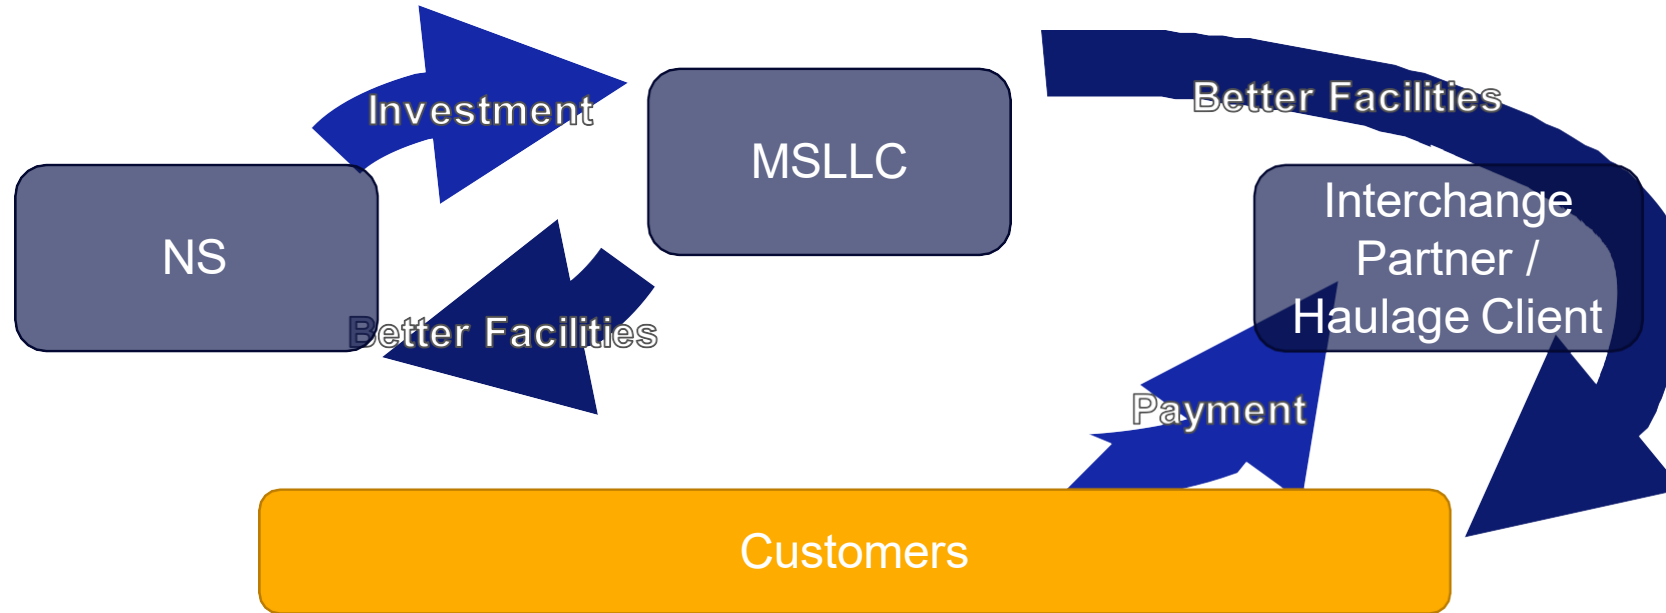 Investment
Better Facilities
MSLLC
NS
Interchange
Partner /
Haulage Client
Better Facilities
Payment
Customers